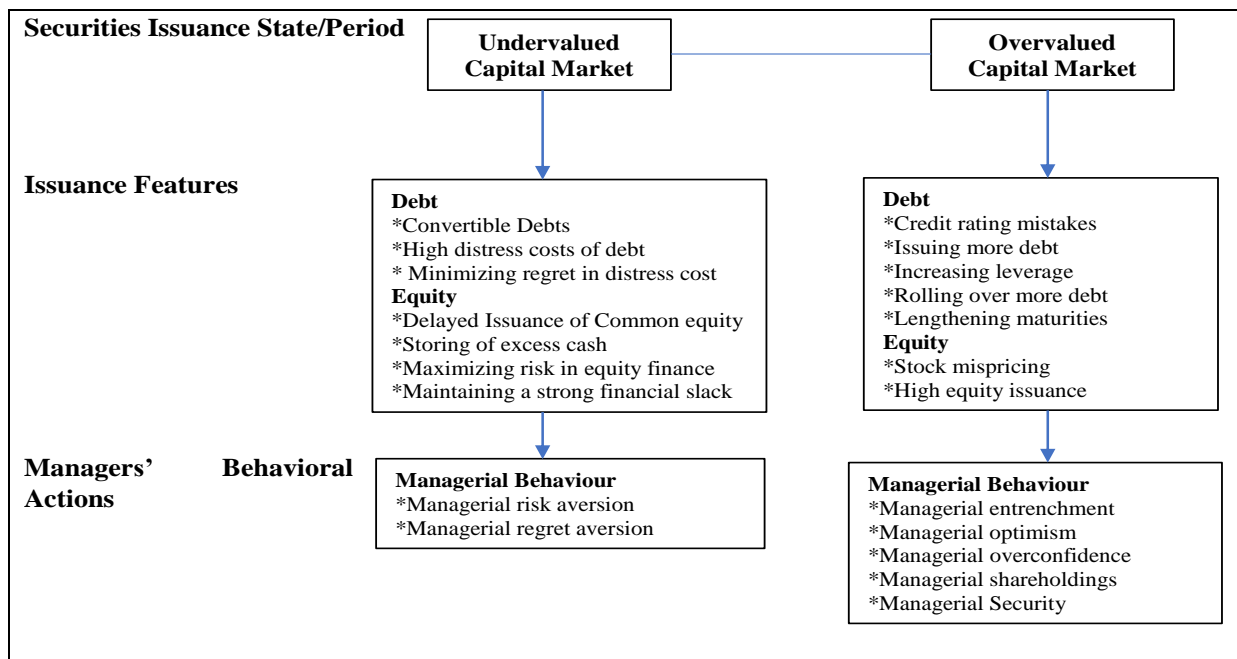 Securities Issuance State/Period
Undervalued
Capital Market
Overvalued
Capital Market
Issuance Features
Debt
*Convertible Debts
*High distress costs of debt
* Minimizing regret in distress cost
Equity
*Delayed Issuance of Common equity
*Storing of excess cash
*Maximizing risk in equity finance
*Maintaining a strong financial slack
Debt
*Credit rating mistakes
*Issuing more debt
*Increasing leverage
*Rolling over more debt
*Lengthening maturities
Equity
*Stock mispricing
*High equity issuance
Managers’ Behavioral
Actions
Managerial Behaviour
*Managerial risk aversion
*Managerial regret aversion
Managerial Behaviour
*Managerial entrenchment
*Managerial optimism
*Managerial overconfidence
*Managerial shareholdings
*Managerial Security